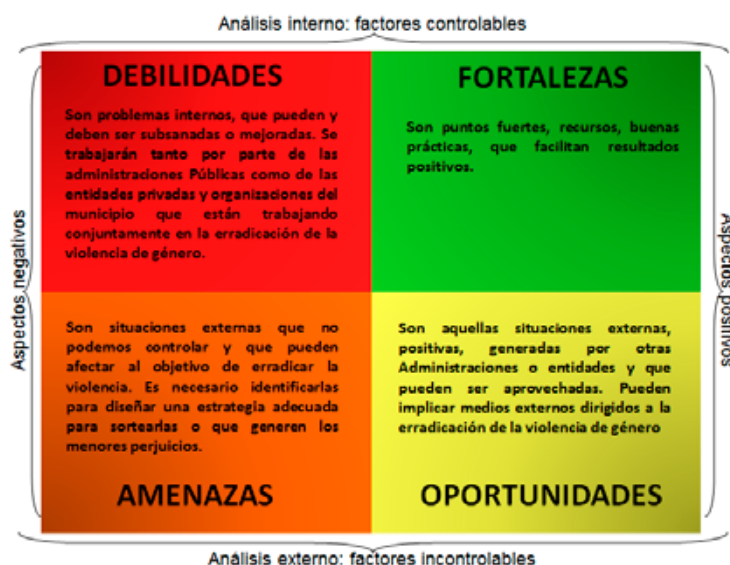 Análisis interno: factores controlables
DEBILIDADES
Son problemas internos, que pueden y
deben ser subsanadas o mejoradas. Se
trabajarán tanto por parte de las
administraciones Públicas como de las
entidades privadas y organizaciones del
municipio que están trabajando
conjuntamente en la erradicación de la
violencia de género.
FORTALEZAS
Son puntos fuertes, recursos, buenas
prácticas, que facilitan resultados
positivos.
Aspectos negativos
Aspectos positivos
Son situaciones externas que no
podemos controlar y que pueden
afectar al objetivo de erradicar la
violencia. Es necesario identificarlas
para diseñar una estrategia adecuada
para sortearlas o que generen los
menores perjuicios.
AMENAZAS
Son aquellas situaciones externas,
positivas, generadas por otras
Administraciones o entidades y que
pueden ser aprovechadas. Pueden
implicar medios externos dirigidos a la
erradicación de la violencia de género
OPORTUNIDADES
Análisis externo: factores incontrolables